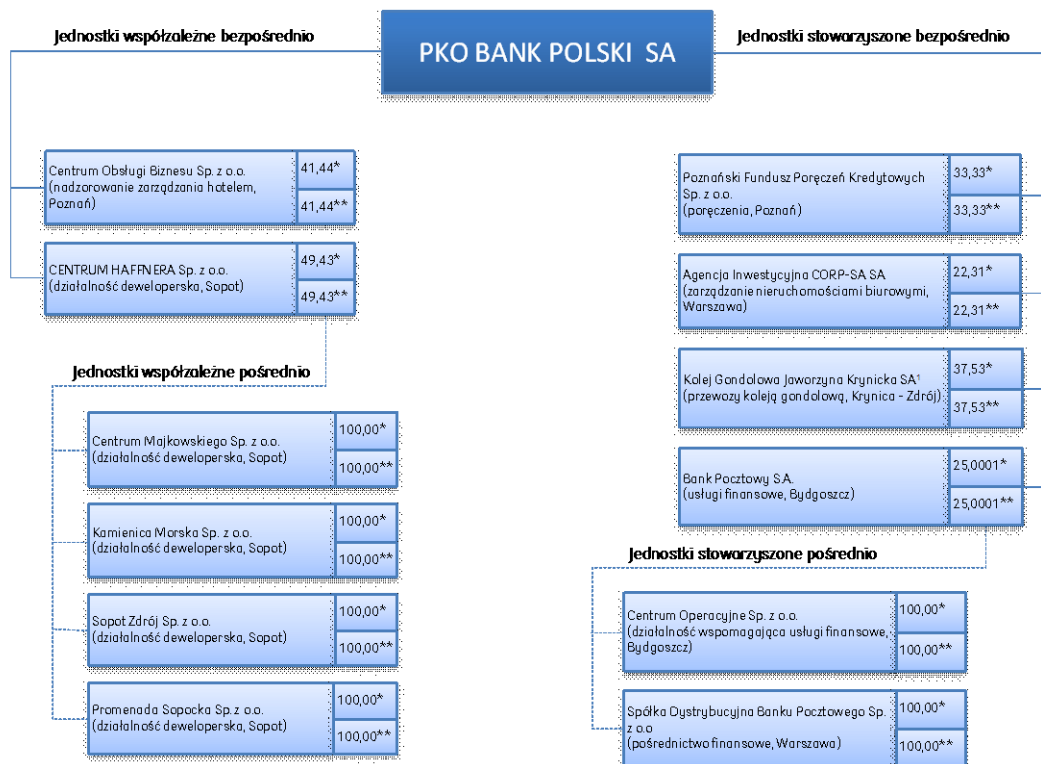 PKO BANK POLSKI SA
Jednostki współzależne bezpośrednio
Centrum Obsługi Biznesu Sp. z o.o.
(nadzorowanie zarządzania hotelem,
Poznań)
41,44*
41,44**
CENTRUM HAFFNERA Sp. z o.o.
(działalność deweloperska, Sopot)
49,43*
49,43**
Jednostki współzależne pośrednio
Centrum Majkowskiego Sp. z o.o.
(działalność deweloperska, Sopot)
100,00*
100,00**
Kamienica Morska Sp. z o.o.
(działalność deweloperska, Sopot)
100,00*
100,00**
Sopot Zdrój Sp. z o.o.
(działalność deweloperska, Sopot)
100,00*
100,00**
Promenada Sopocka Sp.z o.o.
(działalność deweloperska, Sopot)
100,00*
100,00**
Jednostki stowarzyszone bezpośrednio
Poznański Fundusz Poręczeń Kredytowych
Sp. z o.o.
(poręczenia, Poznań)
33,33*
33,33**
Agencja Inwestycyjna CORP-SA SA
(zarządzanie nieruchomościami biurowymi,
Warszawa)
22,31*
22,31**
Kolej Gondolowa Jaworzyna Krynicka SA¹
(przewozy koleją gondolową, Krynica - Zdrój)
37,53*
37,53**
Bank Pocztowy S.A.
(usługi finansowe, Bydgoszcz)
25,0001*
25,0001**
Jednostki stowarzyszone pośrednio
Centrum Operacyjne Sp. z o.o.
(działalność wspomagająca usługi finansowe,
Bydgoszcz)
100,00*
100,00**
Spółka Dystrybucyjna Banku Pocztowego Sp.
z o.o
(pośrednictwo finansowe, Warszawa)
100,00*
100,00**